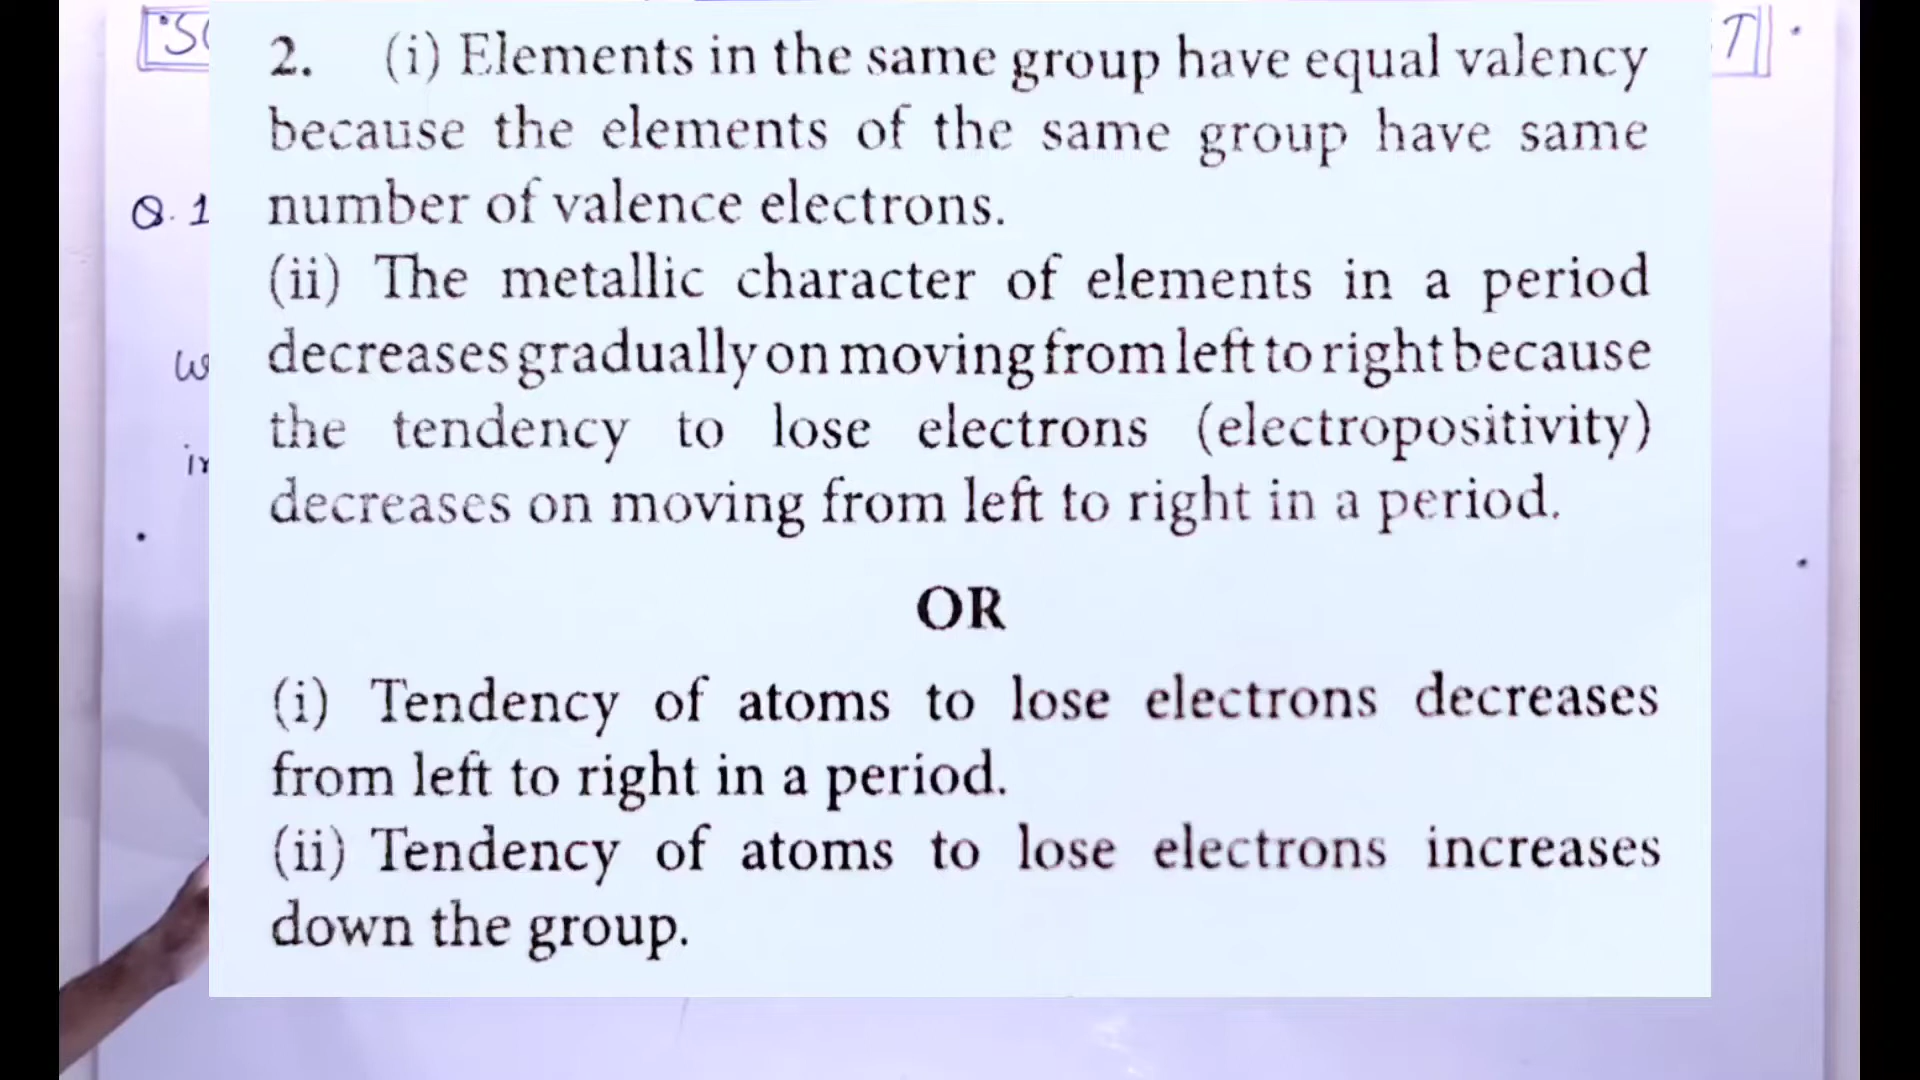 2. (i) Elements in the same group have equal valency
because the elements of the same group have same
number of valence electrons.
(ii) The metallic character of elements in a period
decreases gradually on moving from left to right because
the tendency to lose electrons (electropositivity)
decreases on moving from left to right in a period.
OR
(i) Tendency of atoms to lose electrons decreases
from left to right in a period.
(ii) Tendency of atoms to lose electrons increases
down the group.
Q. 1